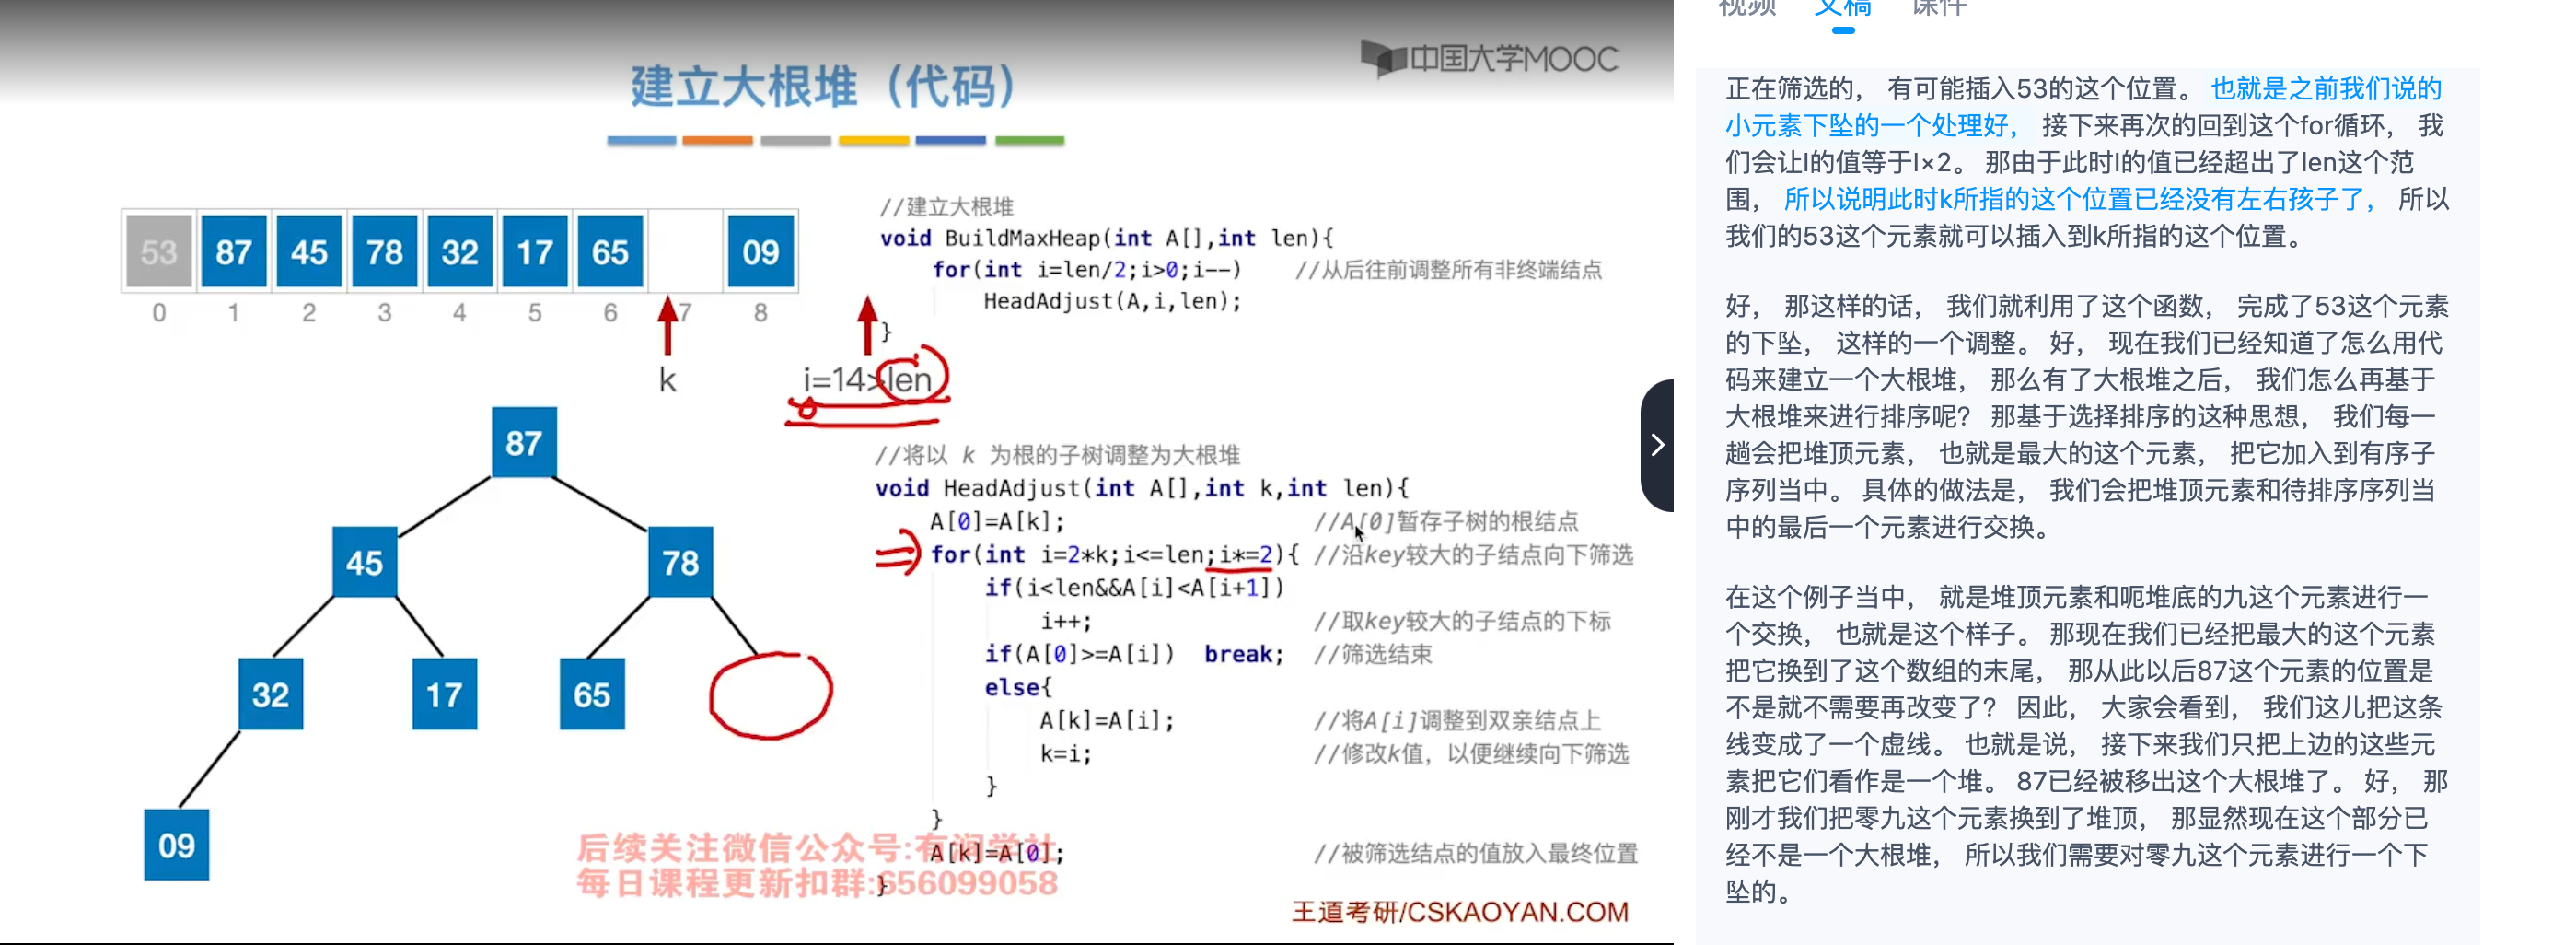 中国大学MOOC
建立大根堆（代码）
53 87 45 78 32 17 65 09
0 1 2 3 4 5 6 7 8
k
i=14>len
87
45 78
32 17 65
09
//建立大根堆
void BuildMaxHeap(int A[],int len){
for(int i=len/2;i>0;i--) //从后往前调整所有非终端结点
HeadAdjust(A,i,len);
}
//将以 k 为根的子树调整为大根堆
void HeadAdjust(int A[],int k,int len){
A[0]=A[k]; //A[0]暂存子树的根结点
for(int i=2*k;i<=len;i*=2){ //沿key较大的子结点向下筛选
if(i<len&&A[i]<A[i+1])
i++; //取key较大的子结点的下标
if(A[0]>=A[i]) break; //筛选结束
else{
A[k]=A[i]; //将A[i]调整到双亲结点上
k=i; //修改k值，以便继续向下筛选
}
}
A[k]=A[0]; //被筛选结点的值放入最终位置
}
后续关注微信公众号:有润学社
每日课程更新扣群:656099058
王道考研/CSKAOYAN.COM
视频 文稿 课件
正在筛选的， 有可能插入53的这个位置。 也就是之前我们说的
小元素下坠的一个处理好， 接下来再次的回到这个for循环， 我
们会让I的值等于I×2。 那由于此时I的值已经超出了len这个范
围， 所以说明此时k所指的这个位置已经没有左右孩子了， 所以
我们的53这个元素就可以插入到k所指的这个位置。
好， 那这样的话， 我们就利用了这个函数， 完成了53这个元素
的下坠， 这样的一个调整。 好， 现在我们已经知道了怎么用代
码来建立一个大根堆， 那么有了大根堆之后， 我们怎么再基于
大根堆来进行排序呢？ 那基于选择排序的这种思想， 我们每一
趟会把堆顶元素， 也就是最大的这个元素， 把它加入到有序子
序列当中。 具体的做法是， 我们会把堆顶元素和待排序序列当
中的最后一个元素进行交换。
在这个例子当中， 就是堆顶元素和呃堆底的九这个元素进行一
个交换， 也就是这个样子。 那现在我们已经把最大的这个元素
把它换到了这个数组的末尾， 那从此以后87这个元素的位置是
不是就不需要再改变了？ 因此， 大家会看到， 我们这儿把这条
线变成了一个虚线。 也就是说， 接下来我们只把上边的这些元
素把它们看作是一个堆。 87已经被移出这个大根堆了。 好， 那
刚才我们把零九这个元素换到了堆顶， 那显然现在这个部分已
经不是一个大根堆， 所以我们需要对零九这个元素进行一个下
坠的。